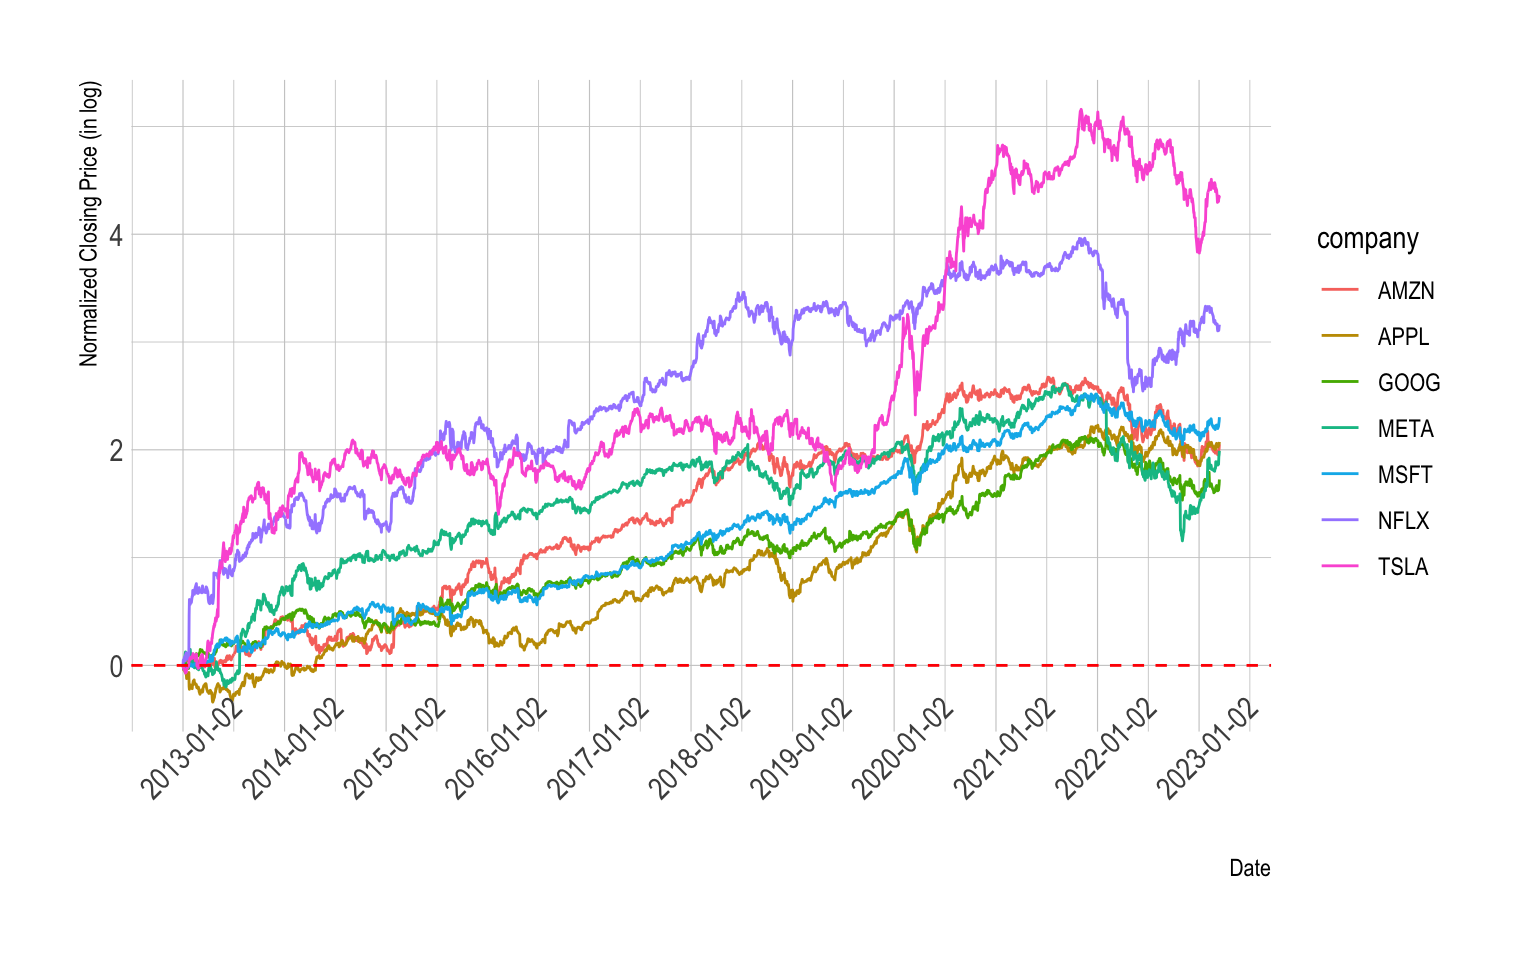 Normalized Closing Price (in log)
4
2
0
2013-01-02
2014-01-02
2015-01-02
2016-01-02
2017-01-02
2018-01-02
2019-01-02
2020-01-02
2021-01-02
2022-01-02
2023-01-02
Date
company
AMZN
APPL
GOOG
META
MSFT
NFLX
TSLA